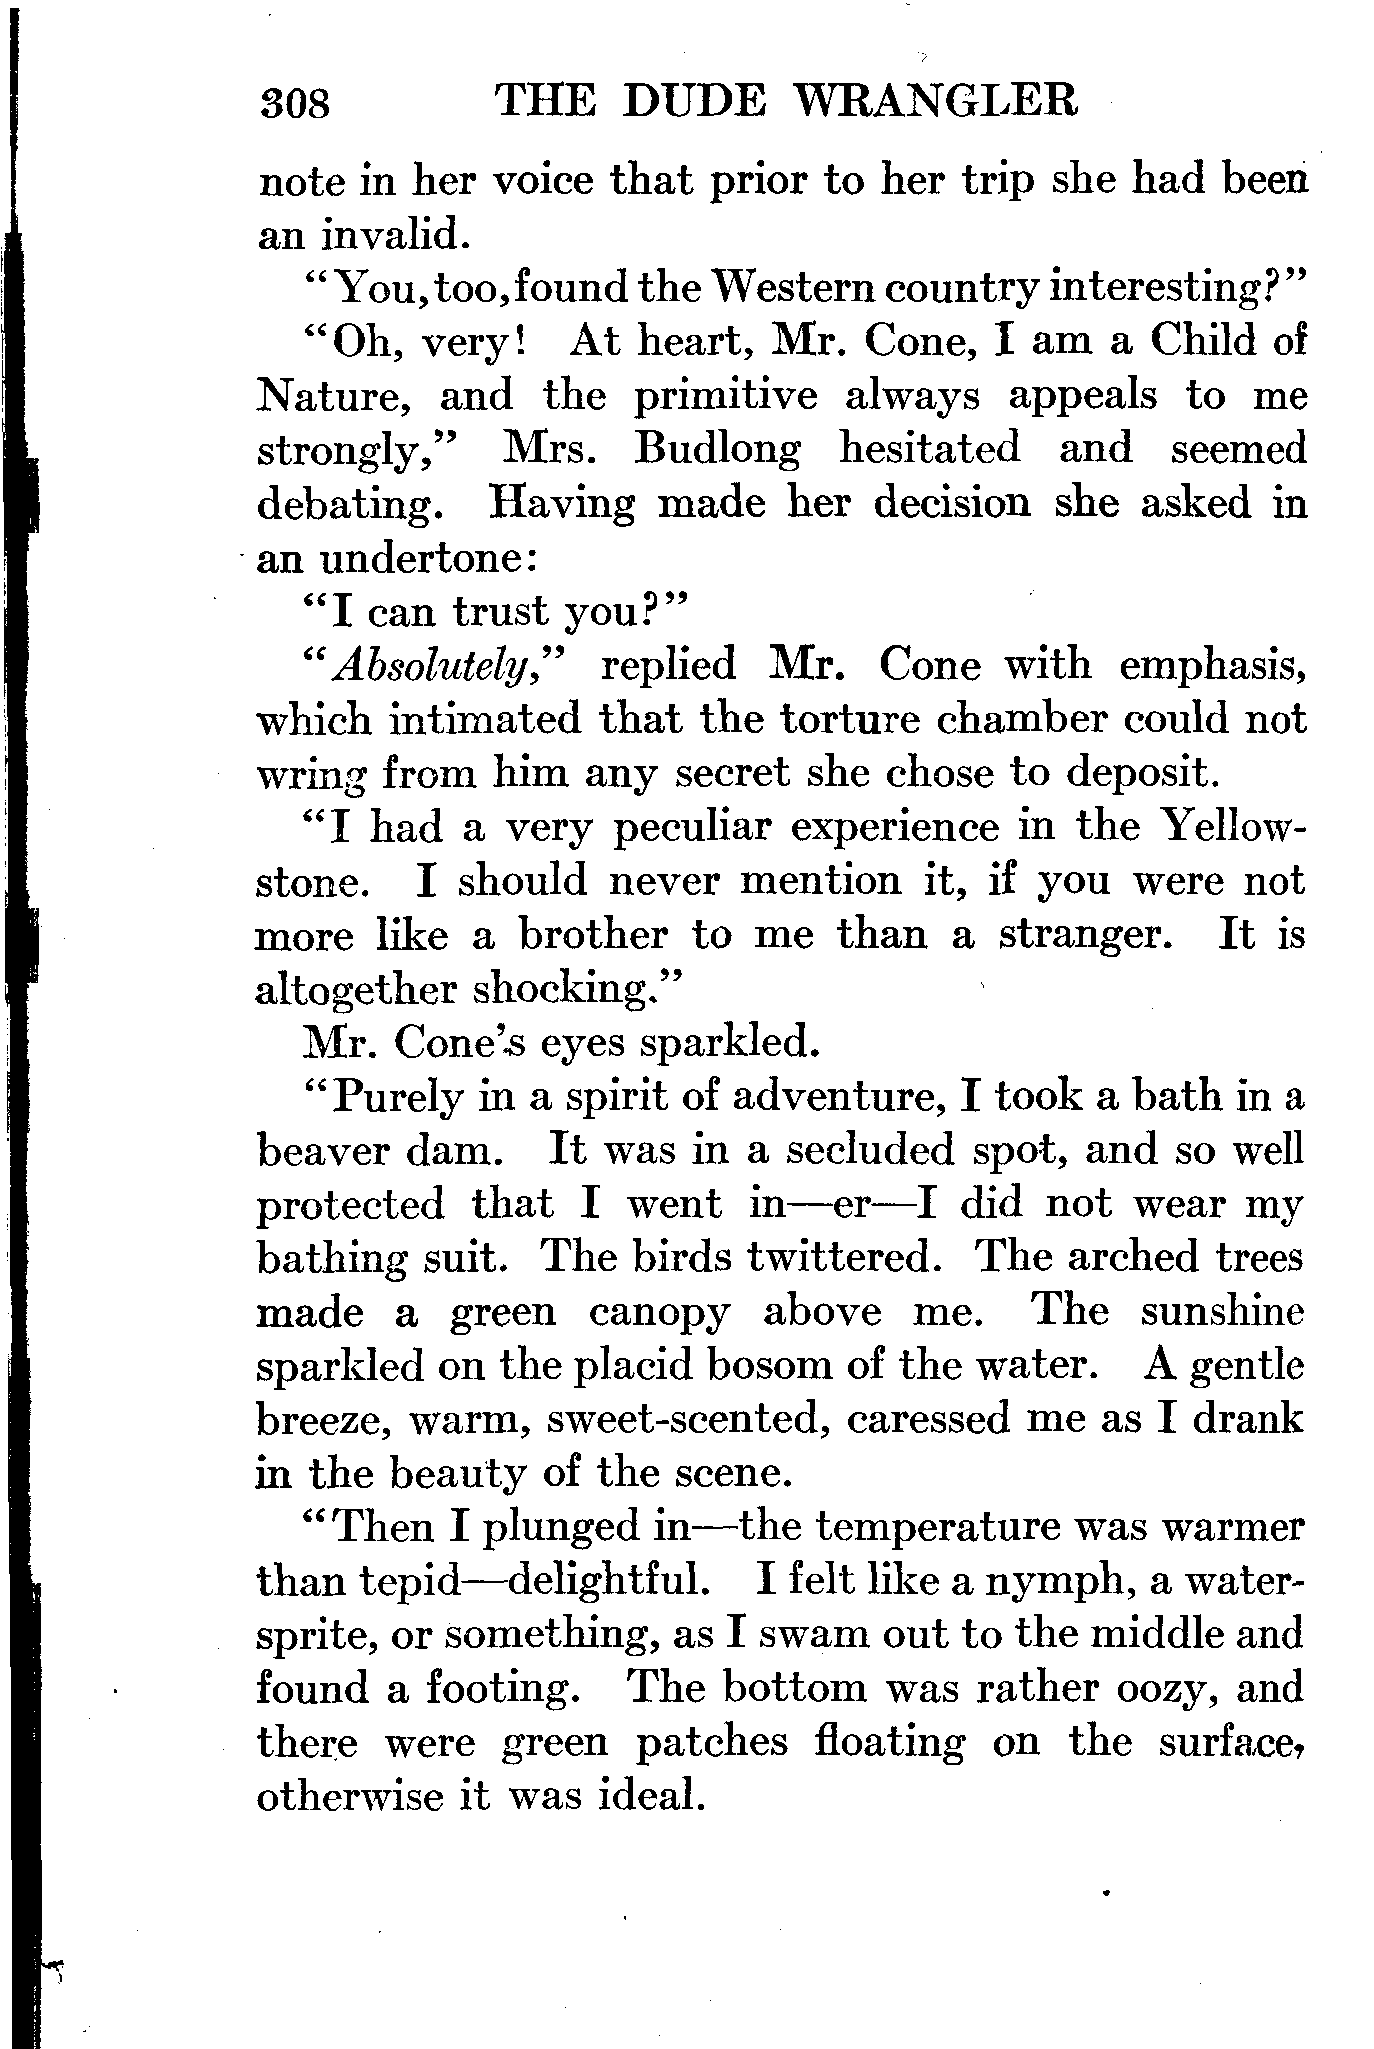 308 THE DUDE WRANGLER
note in her voice that prior to her trip she had been
an invalid.
“You, too, found the Western country interesting?”
“Oh, very! At heart, Mr. Cone, I am a Child of
Nature, and the primitive always appeals to me
strongly,” Mrs. Budlong hesitated and seemed
debating. Having made her decision she asked in
an undertone:
“I can trust you?”
“Absolutely,” replied Mr. Cone with emphasis,
which intimated that the torture chamber could not
wring from him any secret she chose to deposit.
“I had a very peculiar experience in the Yellow-
stone. I should never mention it, if you were not
more like a brother to me than a stranger. It is
altogether shocking.”
Mr. Cone’s eyes sparkled.
“Purely in a spirit of adventure, I took a bath in a
beaver dam. It was in a secluded spot, and so well
protected that I went in—er—I did not wear my
bathing suit. The birds twittered. The arched trees
made a green canopy above me. The sunshine
sparkled on the placid bosom of the water. A gentle
breeze, warm, sweet-scented, caressed me as I drank
in the beauty of the scene.
“Then I plunged in—the temperature was warmer
than tepid—delightful. I felt like a nymph, a water-
sprite, or something, as I swam out to the middle and
found a footing. The bottom was rather oozy, and
there were green patches floating on the surface,
otherwise it was ideal.